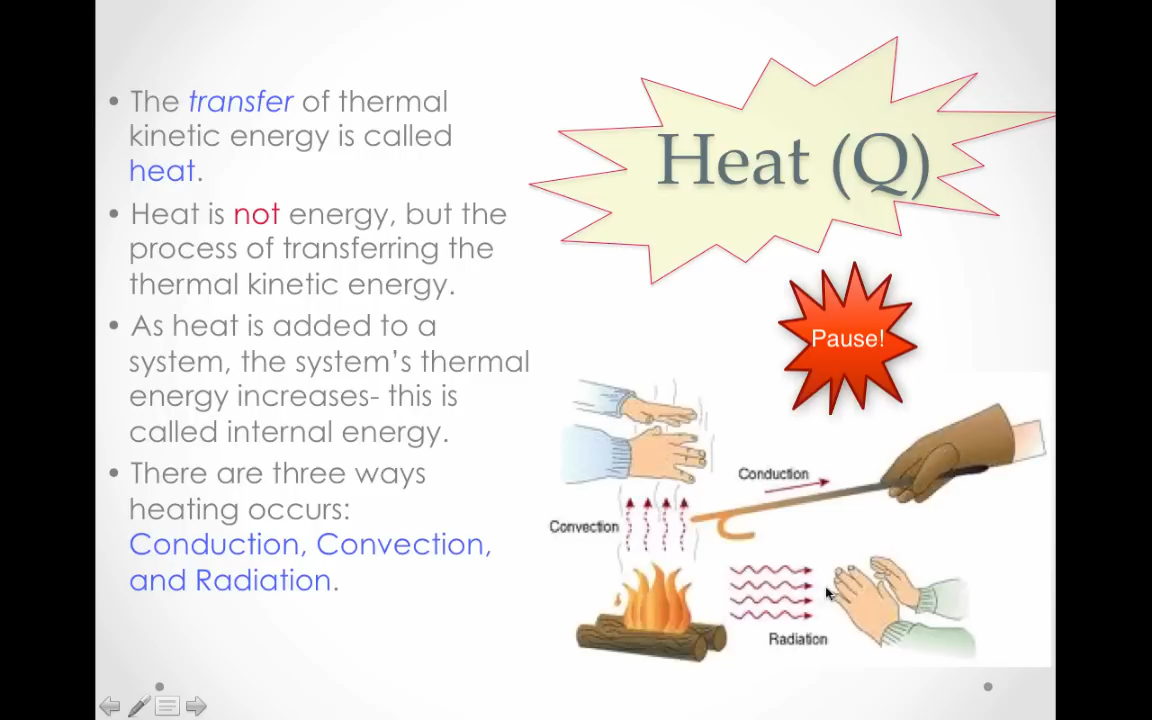 • The transfer of thermal
kinetic energy is called
heat.
• Heat is not energy, but the
process of transferring the
thermal kinetic energy.
• As heat is added to a
system, the system's thermal
energy increases- this is
called internal energy.
• There are three ways
heating occurs:
Conduction, Convection,
and Radiation.
Heat (Q)
Pause!
Conduction
Convection
Radiation